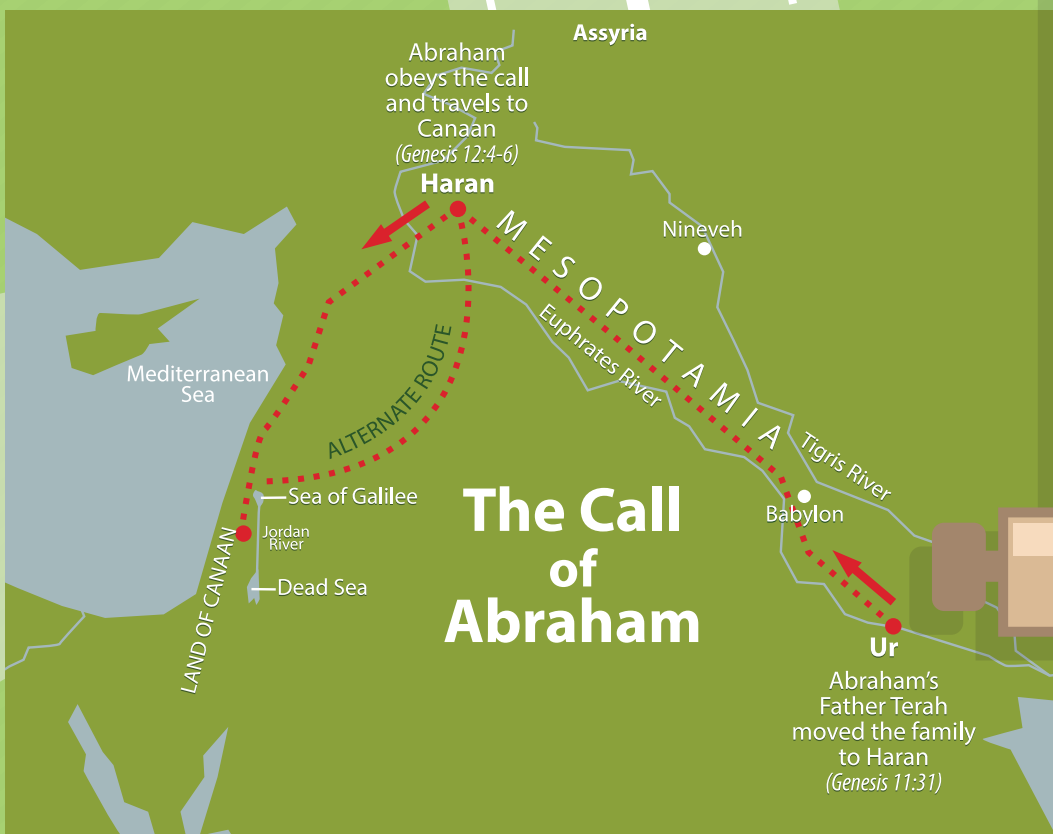 Assyria
Abraham
obeys the call
and travels to
Canaan
(Genesis 12:4-6)
Haran
MESOPOTAMIA
Nineveh
Euphrates River
Mediterranean
Sea
ALTERNATE ROUTE
Tigris River
Babylon
Sea of Galilee
Jordan
River
Dead Sea
LAND OF CANAAN
The Call
of
Abraham
Ur
Abraham’s
Father Terah
moved the family
to Haran
(Genesis 11:31)